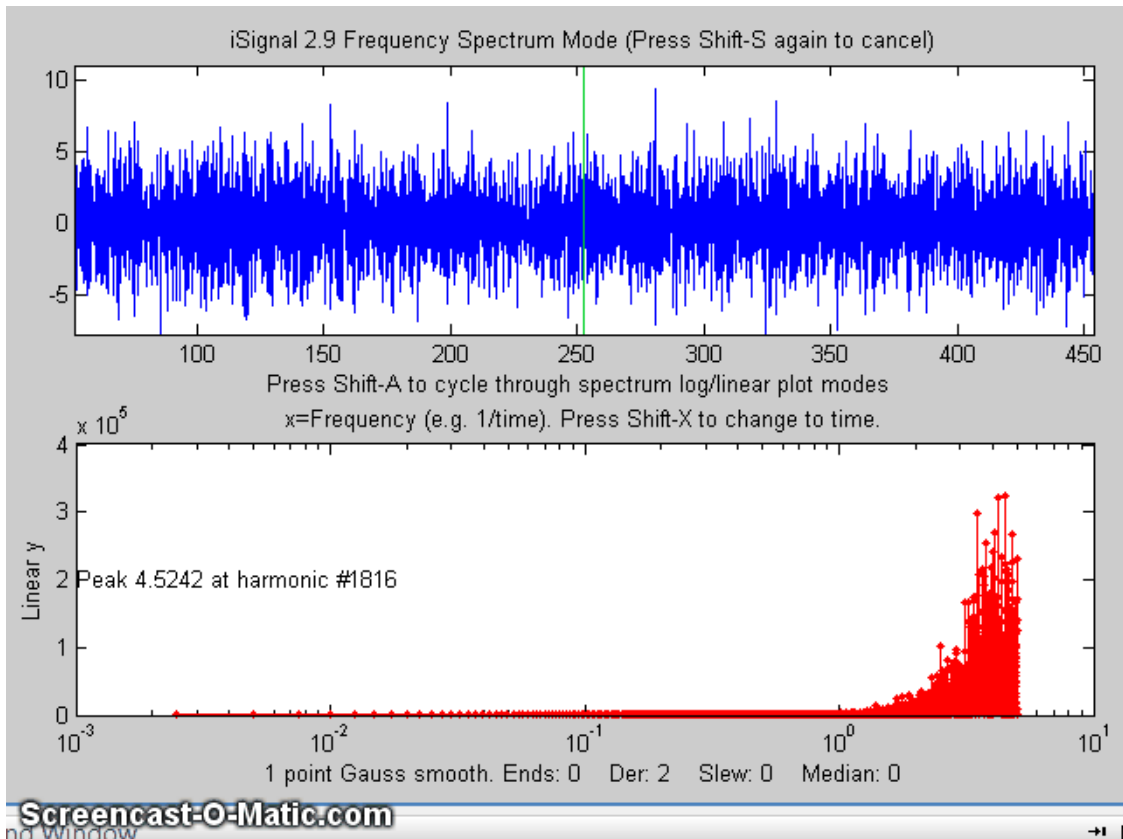 iSignal 2.9 Frequency Spectrum Mode (Press Shift-S again to cancel)
10
5
0
-5
100 150 200 250 300 350 400 450
Press Shift-A to cycle through spectrum log/linear plot modes
x=Frequency (e.g. 1/time). Press Shift-X to change to time.
x 10^5
4
3
2
1
0
Linear y
Peak 4.5242 at harmonic #1816
10^-3 10^-2 10^-1 10^0 10^1
1 point Gauss smooth. Ends: 0 Der: 2 Slew: 0 Median: 0
Screencast-O-Matic.com
nd Window